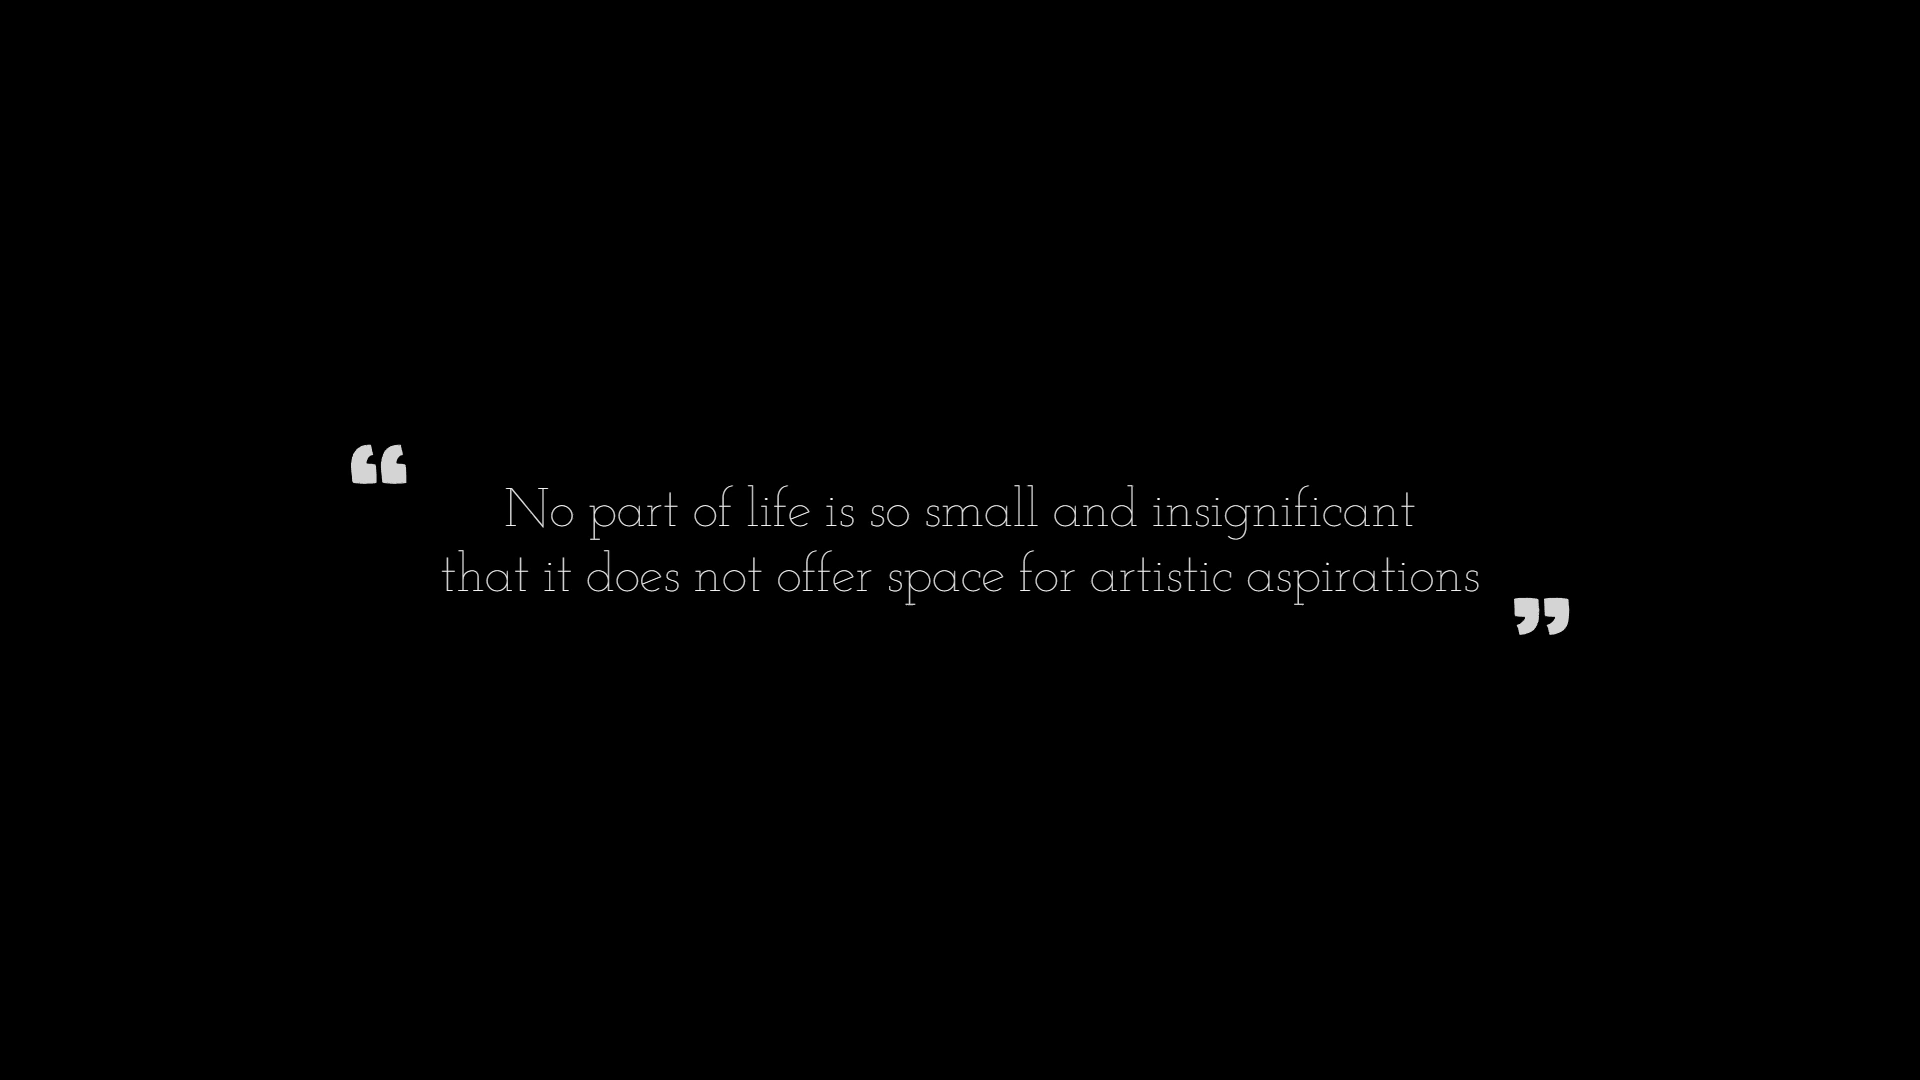 “
No part of life is so small and insignificant
that it does not offer space for artistic aspirations
”